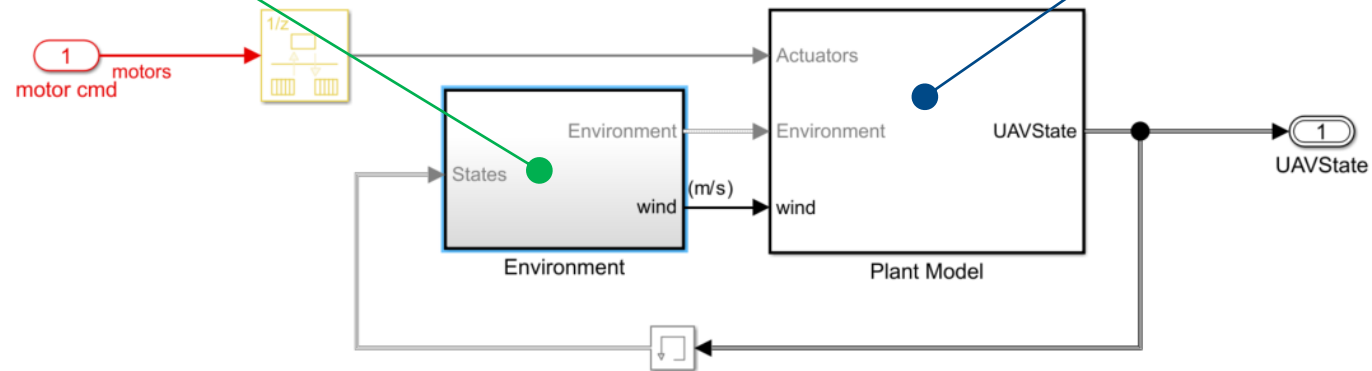 1
motors
motor cmd
1/z
Actuators
Environment
Environment
UAVState
1
UAVState
States
(m/s)
wind
wind
Environment
Plant Model